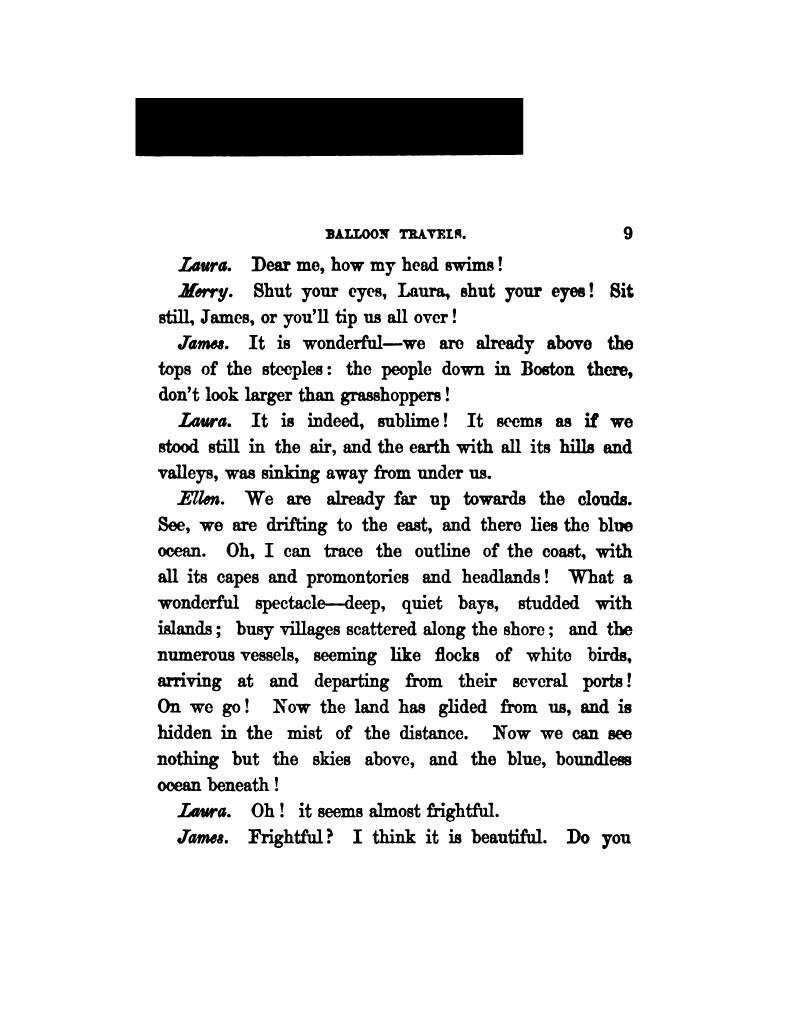 BALLOON TRAVELS. 9
Laura. Dear me, how my head swims!
Merry. Shut your eyes, Laura, shut your eyes! Sit
still, James, or you'll tip us all over!
James. It is wonderful—we are already above the
tops of the steeples: the people down in Boston there,
don't look larger than grasshoppers!
Laura. It is indeed, sublime! It seems as if we
stood still in the air, and the earth with all its hills and
valleys, was sinking away from under us.
Ellen. We are already far up towards the clouds.
See, we are drifting to the east, and there lies the blue
ocean. Oh, I can trace the outline of the coast, with
all its capes and promontories and headlands! What a
wonderful spectacle—deep, quiet bays, studded with
islands; busy villages scattered along the shore; and the
numerous vessels, seeming like flocks of white birds,
arriving at and departing from their several ports!
On we go! Now the land has glided from us, and is
hidden in the mist of the distance. Now we can see
nothing but the skies above, and the blue, boundless
ocean beneath!
Laura. Oh! it seems almost frightful.
James. Frightful? I think it is beautiful. Do you